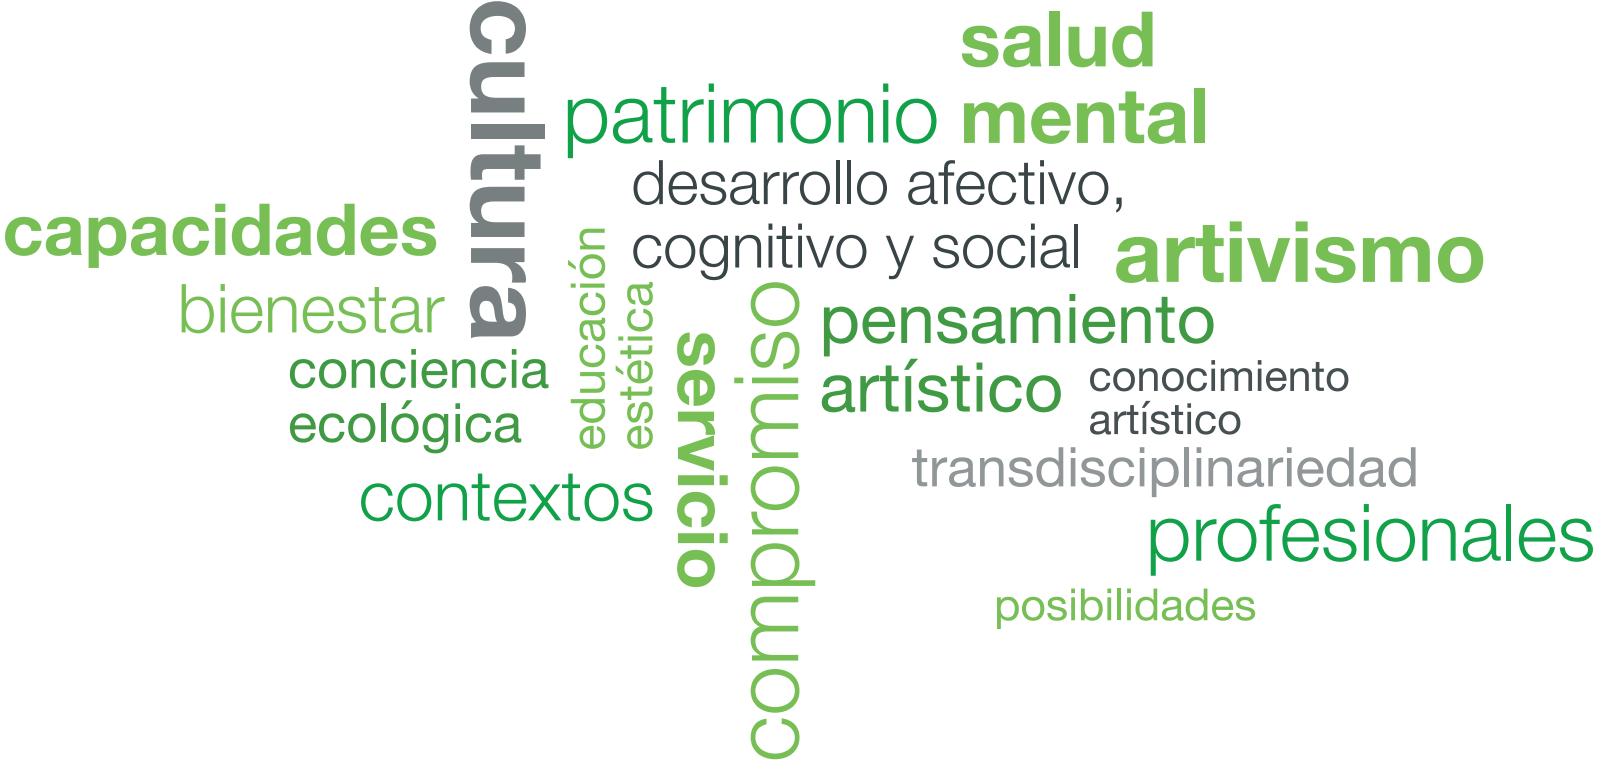 cultura
salud
mental
patrimonio
desarrollo afectivo,
cognitivo y social
capacidades
artivismo
bienestar
educación
estética
servicio
compromiso
pensamiento
artístico
conciencia
ecológica
conocimiento
artístico
transdisciplinariedad
contextos
profesionales
posibilidades